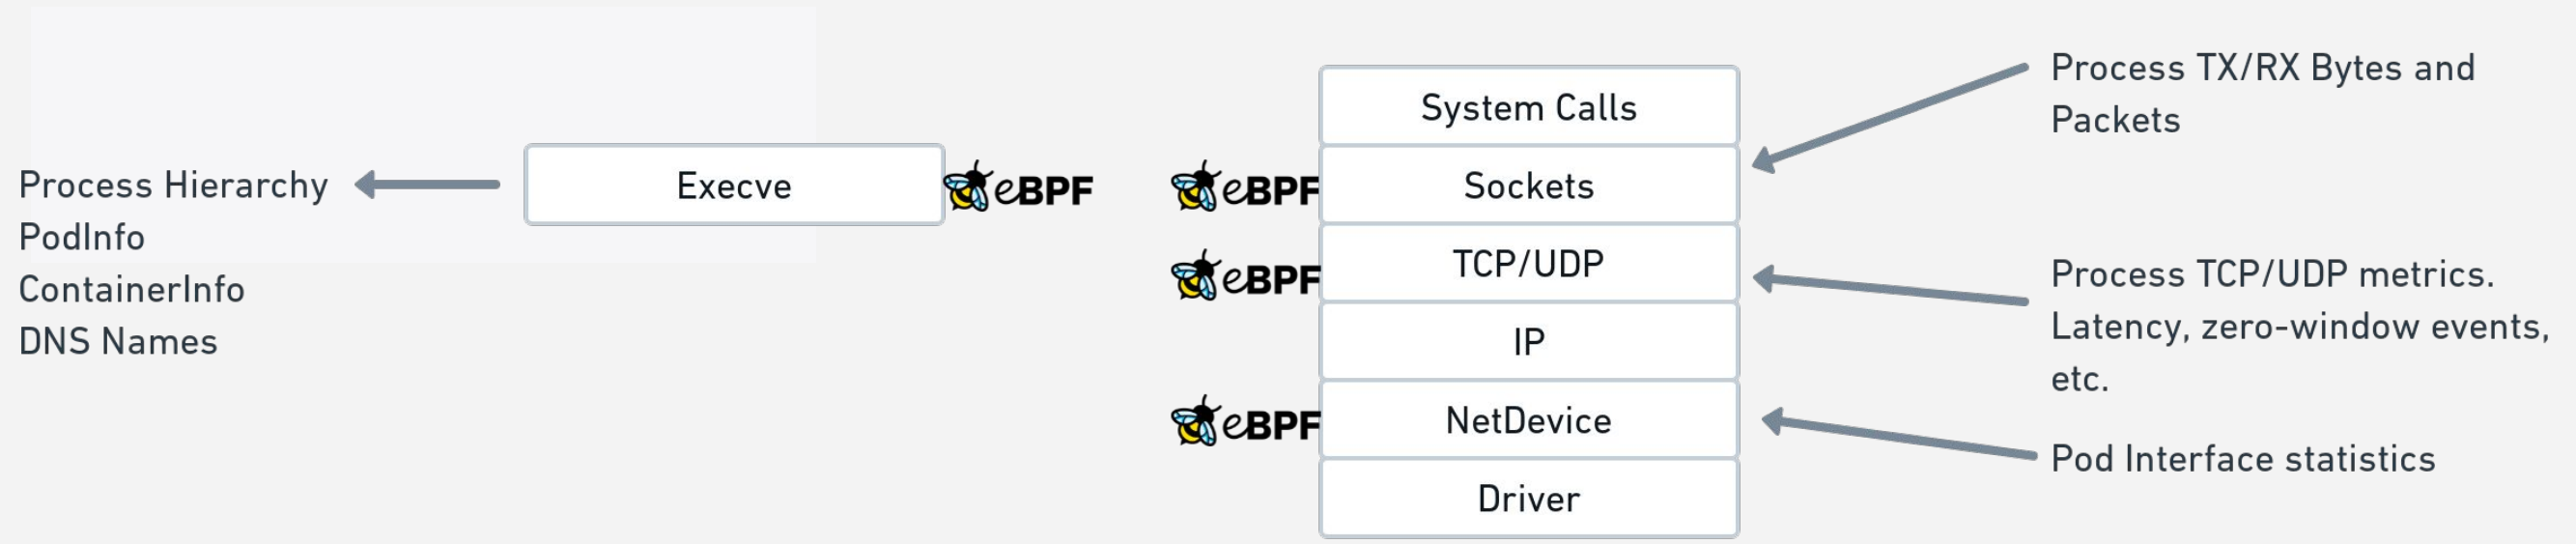 Process Hierarchy
PodInfo
ContainerInfo
DNS Names
Execve
eBPF
eBPF
eBPF
eBPF
System Calls
Sockets
TCP/UDP
IP
NetDevice
Driver
Process TX/RX Bytes and
Packets
Process TCP/UDP metrics.
Latency, zero-window events,
etc.
Pod Interface statistics